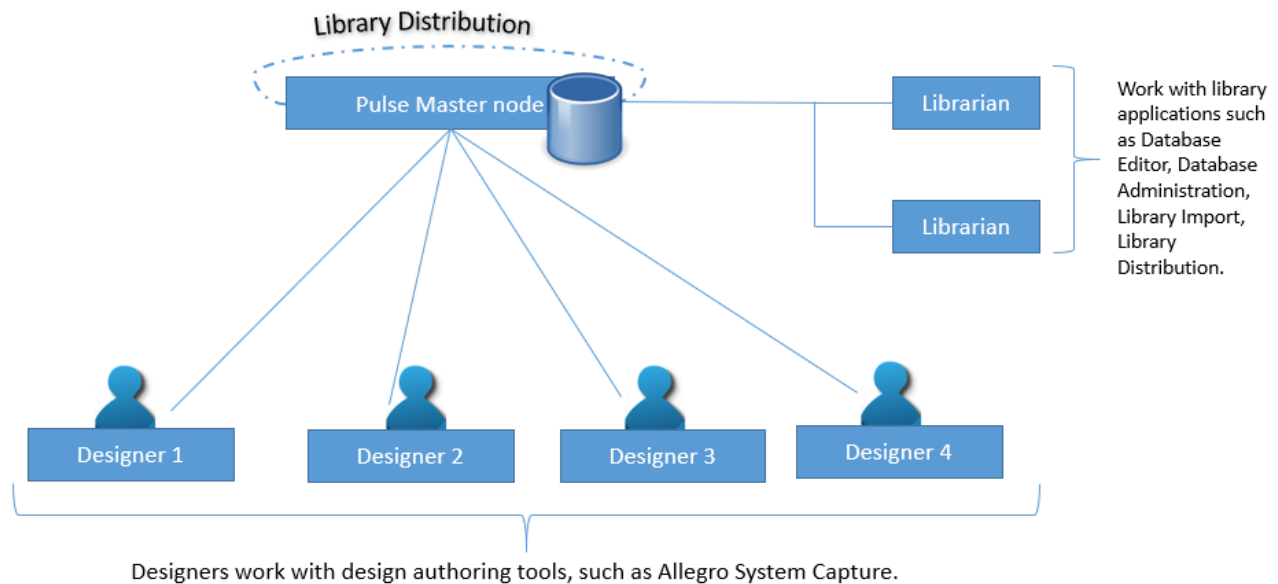 Library Distribution
Pulse Master node
Librarian
Librarian
Work with library
applications such
as Database
Editor, Database
Administration,
Library Import,
Library
Distribution.
Designer 1
Designer 2
Designer 3
Designer 4
Designers work with design authoring tools, such as Allegro System Capture.